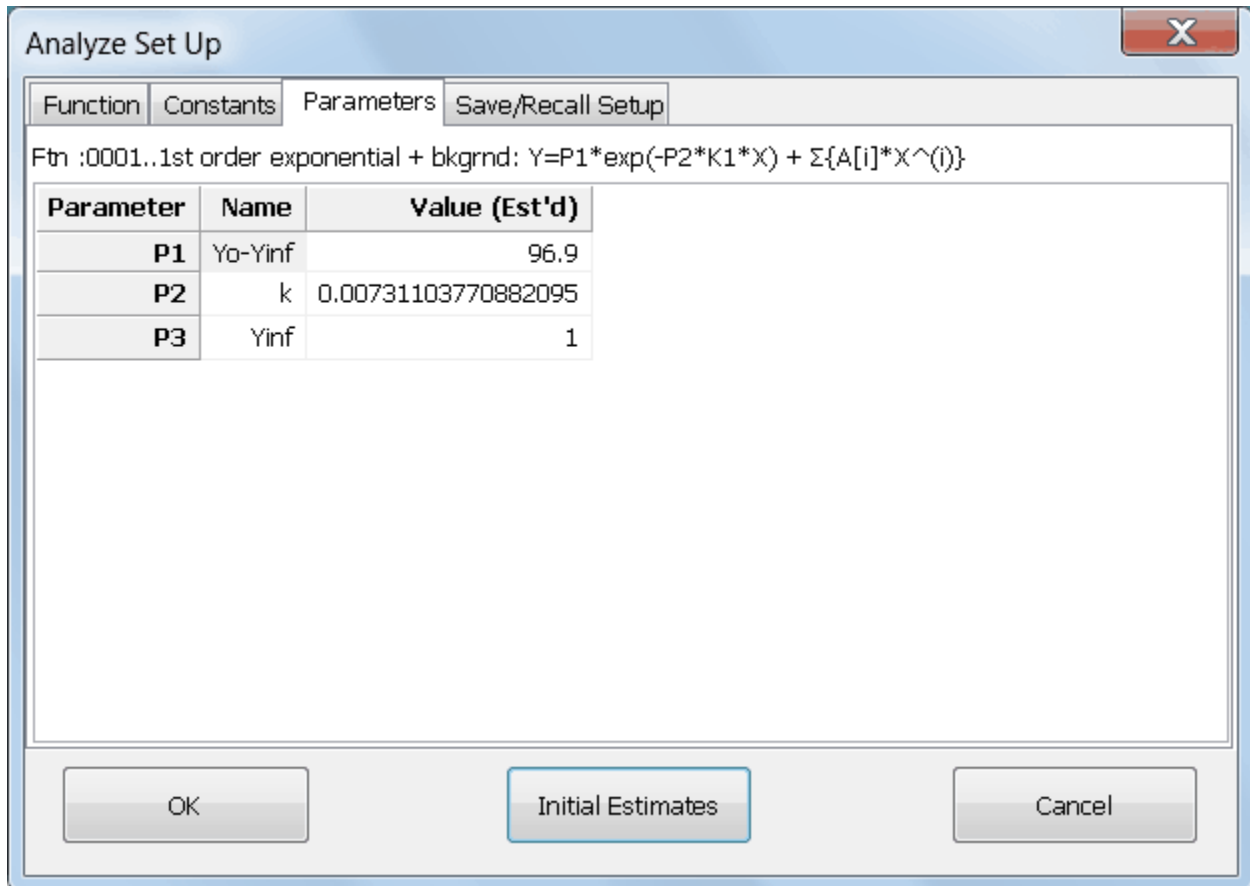 Analyze Set Up
X
Function Constants Parameters Save/Recall Setup
Ftn :0001..1st order exponential + bkgrnd: Y=P1*exp(-P2*K1*X) + Σ{A[i]*X^(i)}
Parameter Name Value (Est'd)
P1 Yo-Yinf 96.9
P2 k 0.00731103770882095
P3 Yinf 1
OK Initial Estimates Cancel